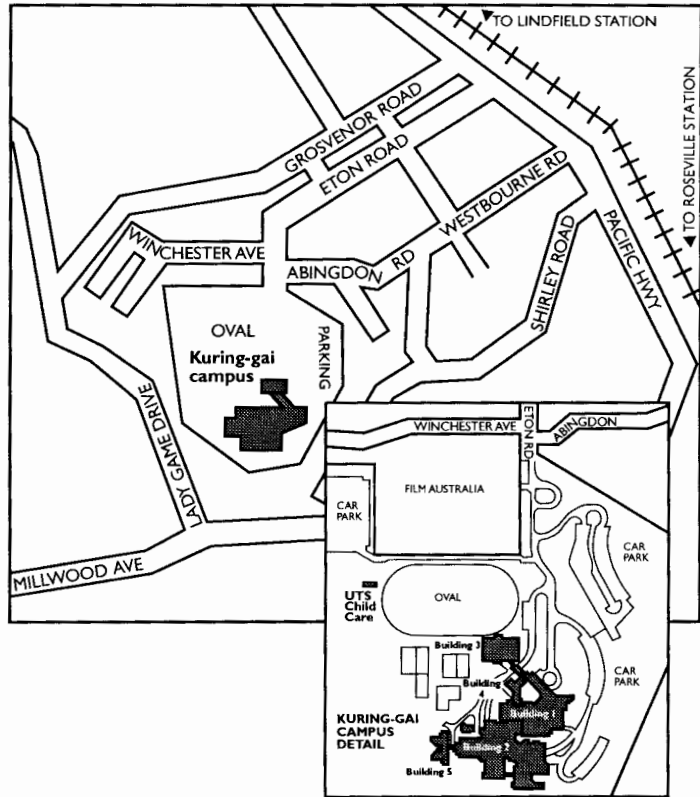 TO LINDFIELD STATION
TO ROSEVILLE STATION
GROSVENOR ROAD
ETON ROAD
WESTBOURNE RD
WINCHESTER AVE
ABINGDON RD
SHIRLEY ROAD
PACIFIC HWY
OVAL
PARKING
Kuring-gai
campus
LADY GAME DRIVE
MILLWOOD AVE
WINCHESTER AVE
ETON RD
ABINGDON
FILM AUSTRALIA
CAR
PARK
CAR
PARK
UTS
Child
Care
OVAL
Building 3
Building
4
CAR
PARK
Building 1
KURING-GAI
CAMPUS
DETAIL
Building 2
Building 5